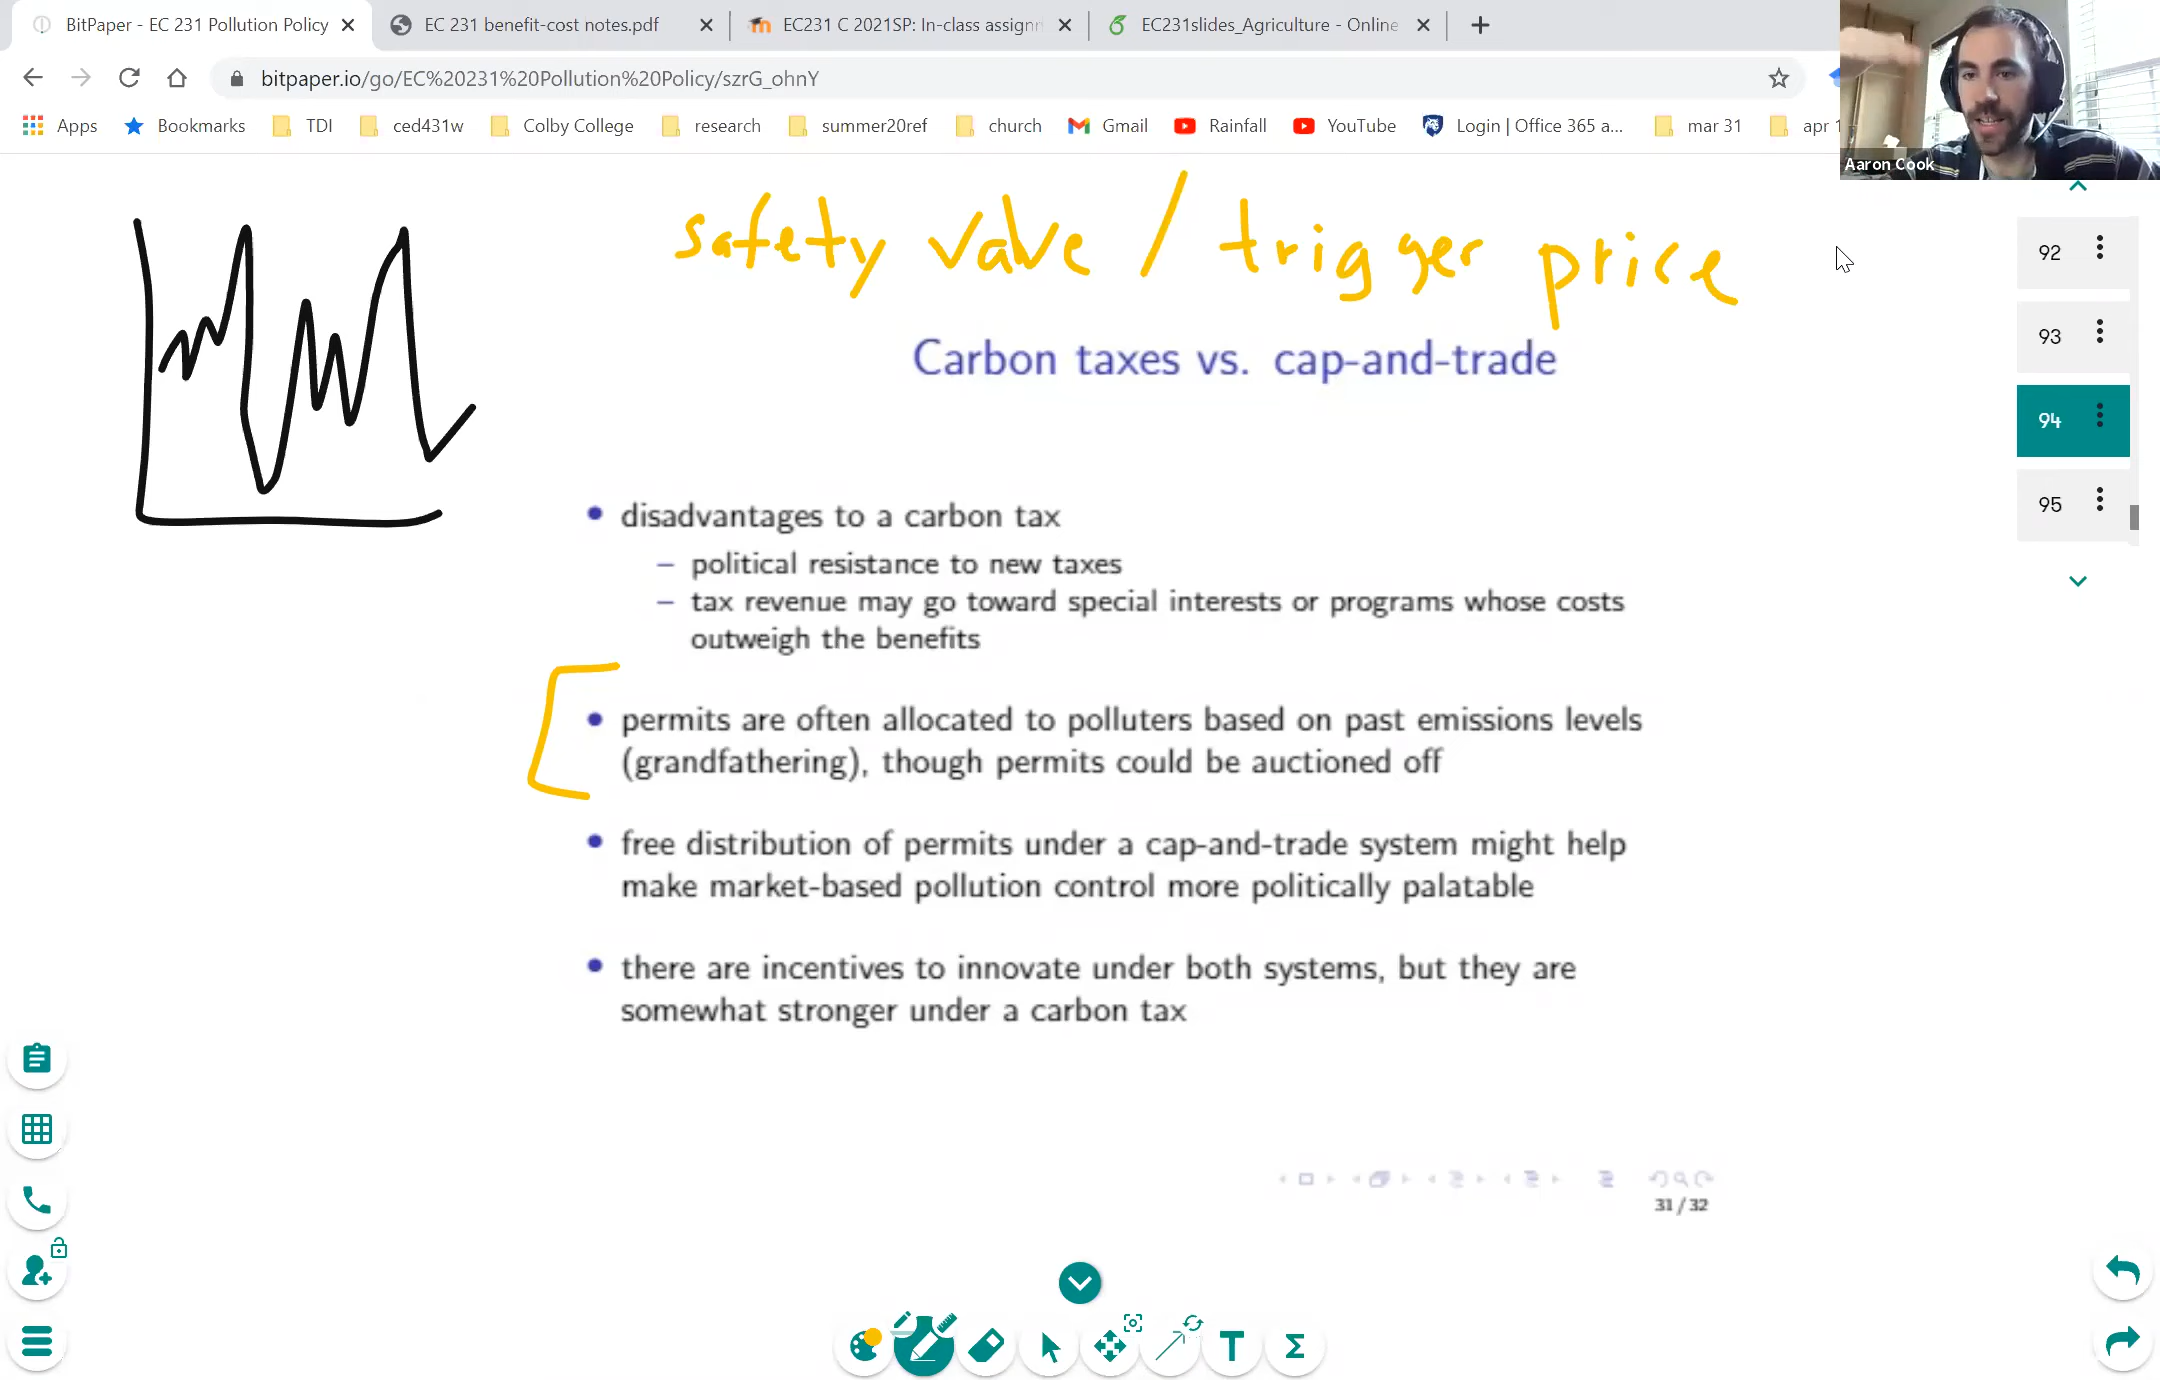 BitPaper - EC 231 Pollution Policy
EC 231 benefit-cost notes.pdf
EC231 C 2021SP: In-class assignm
EC231slides_Agriculture - Online
bitpaper.io/go/EC%20231%20Pollution%20Policy/szrG_ohnY
Apps Bookmarks TDI ced431w Colby College research summer20ref church Gmail Rainfall YouTube Login | Office 365 a... mar 31 apr 1
Aaron Cook
safety valve / trigger price
92
93
94
95
Carbon taxes vs. cap-and-trade
• disadvantages to a carbon tax
– political resistance to new taxes
– tax revenue may go toward special interests or programs whose costs
outweigh the benefits
• permits are often allocated to polluters based on past emissions levels
(grandfathering), though permits could be auctioned off
• free distribution of permits under a cap-and-trade system might help
make market-based pollution control more politically palatable
• there are incentives to innovate under both systems, but they are
somewhat stronger under a carbon tax
31 / 32
T Σ